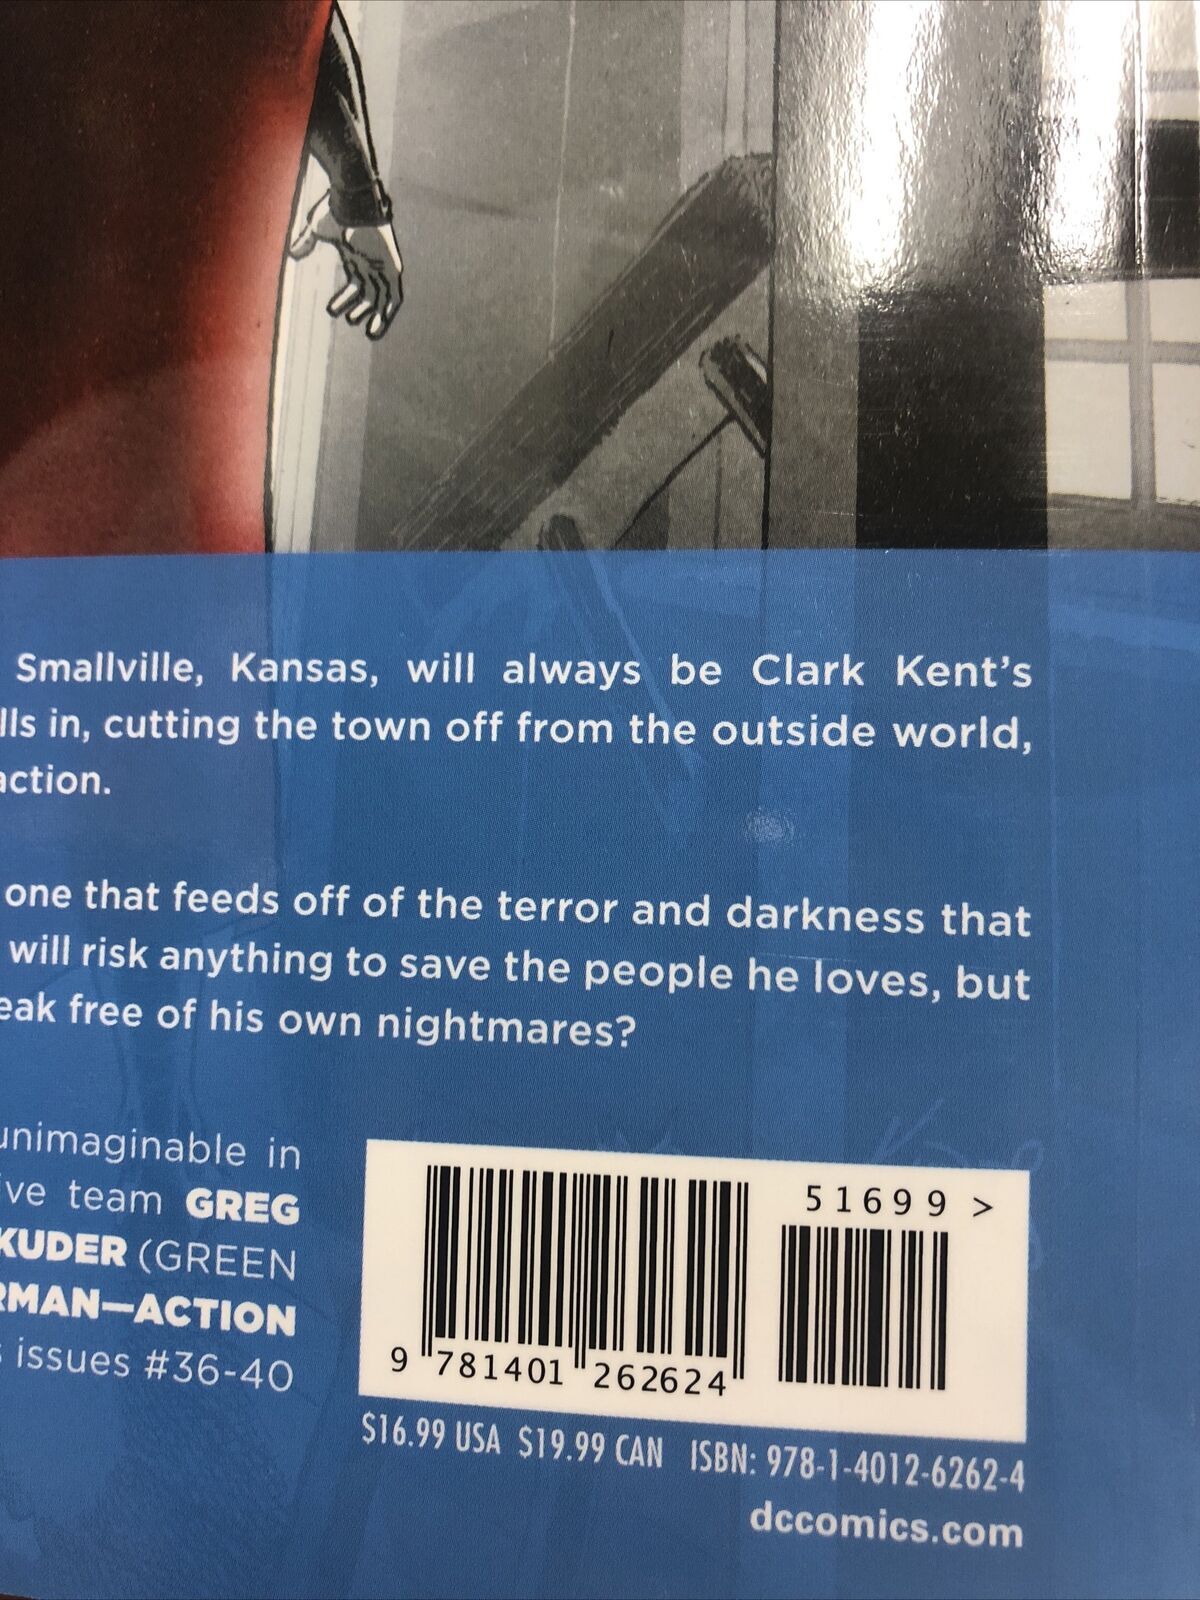 Smallville, Kansas, will always be Clark Kent's
lls in, cutting the town off from the outside world,
action.
one that feeds off of the terror and darkness that
will risk anything to save the people he loves, but
eak free of his own nightmares?
unimaginable in
ive team GREG
KUDER (GREEN
RMAN—ACTION
s issues #36-40
51699 >
9 781401 262624
$16.99 USA $19.99 CAN ISBN: 978-1-4012-6262-4
dccomics.com